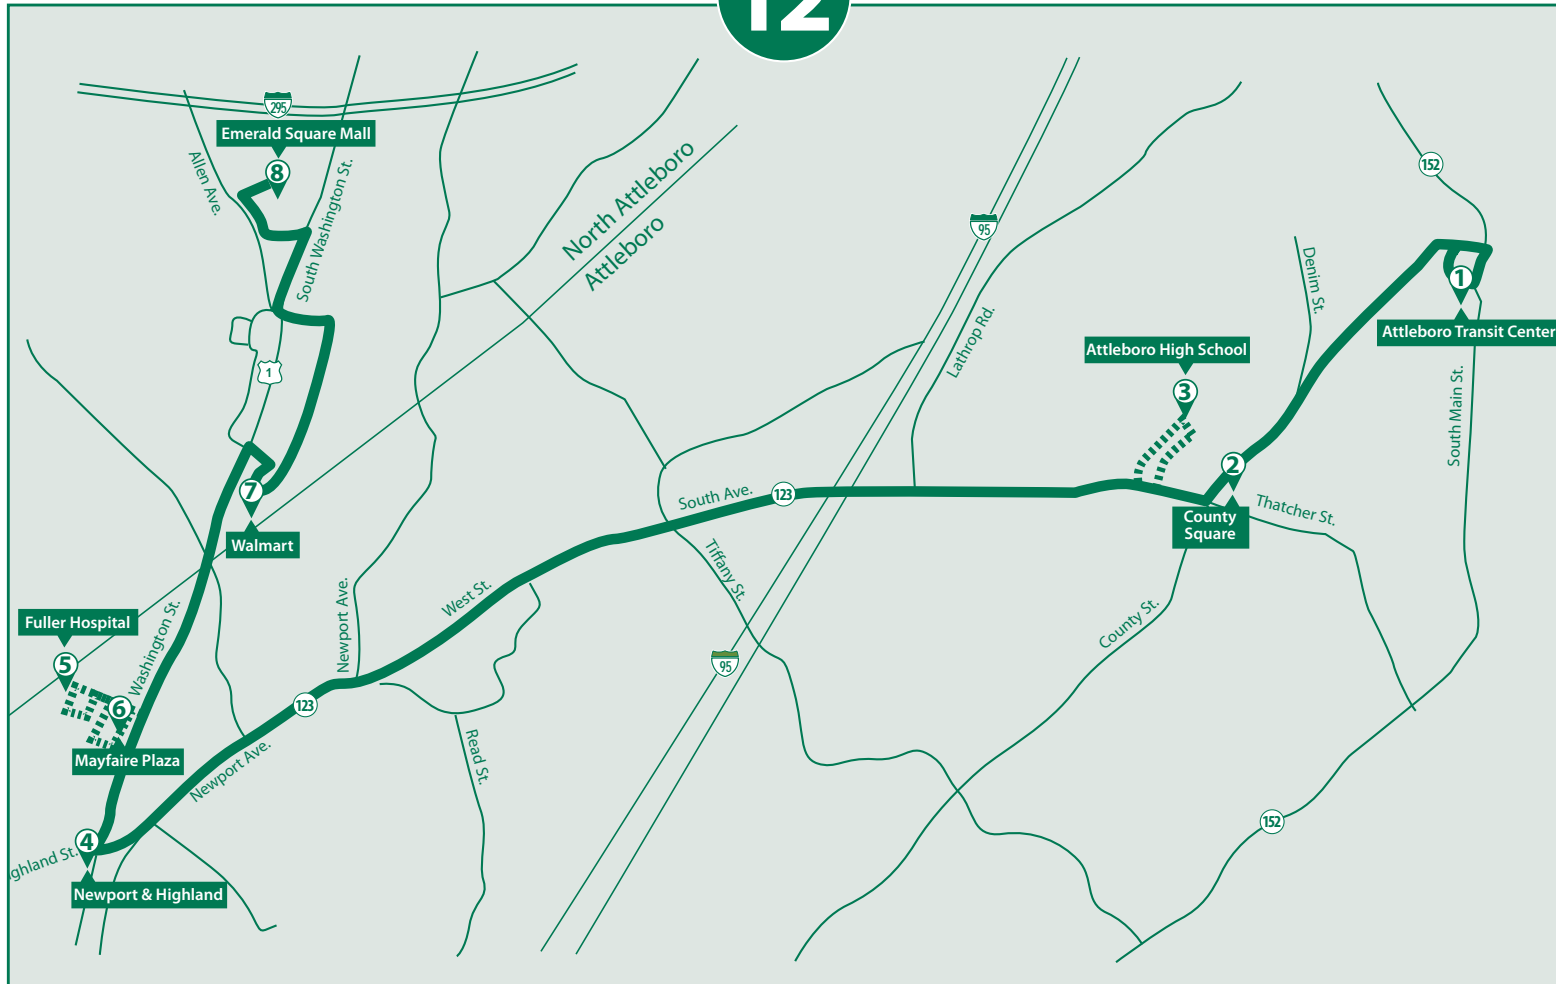 12
295
Emerald Square Mall
8
Allen Ave.
South Washington St.
North Attleboro
Attleboro
95
152
Denim St.
1
Attleboro Transit Center
Lathrop Rd.
Attleboro High School
3
1
South Main St.
2
7
South Ave.
123
Thatcher St.
County
Square
Walmart
Tiffany St.
West St.
Newport Ave.
Washington St.
County St.
Fuller Hospital
5
95
6
123
Mayfaire Plaza
Newport Ave.
Read St.
152
4
ghland St.
Newport & Highland